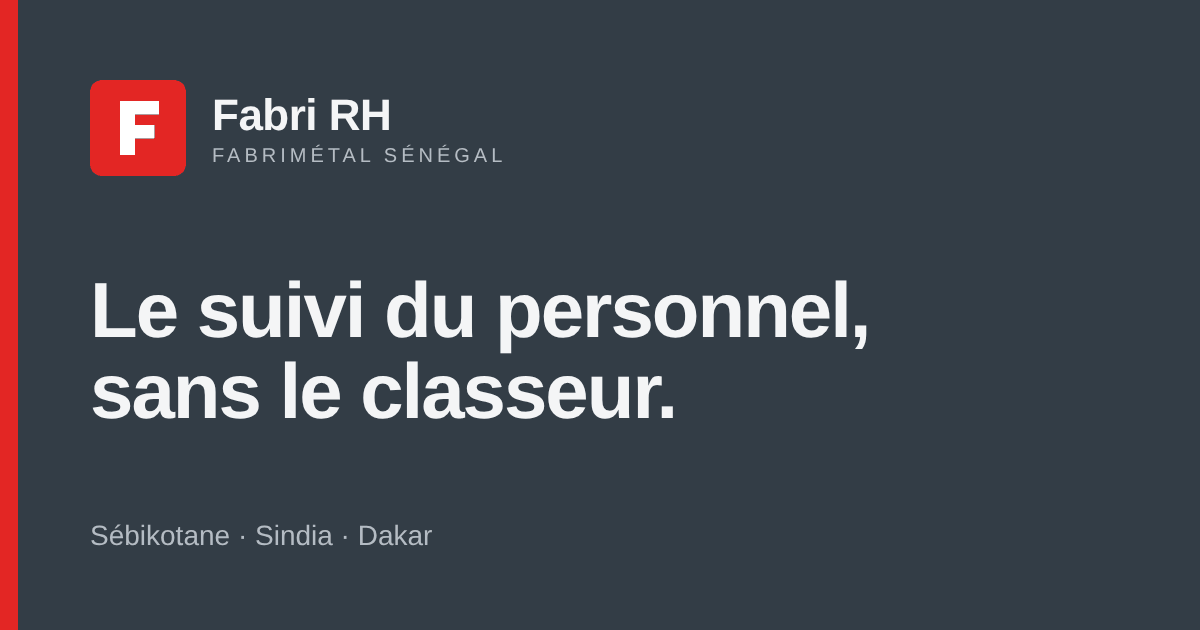 F
Fabri RH
FABRIMÉTAL SÉNÉGAL
Le suivi du personnel,
sans le classeur.
Sébikotane · Sindia · Dakar